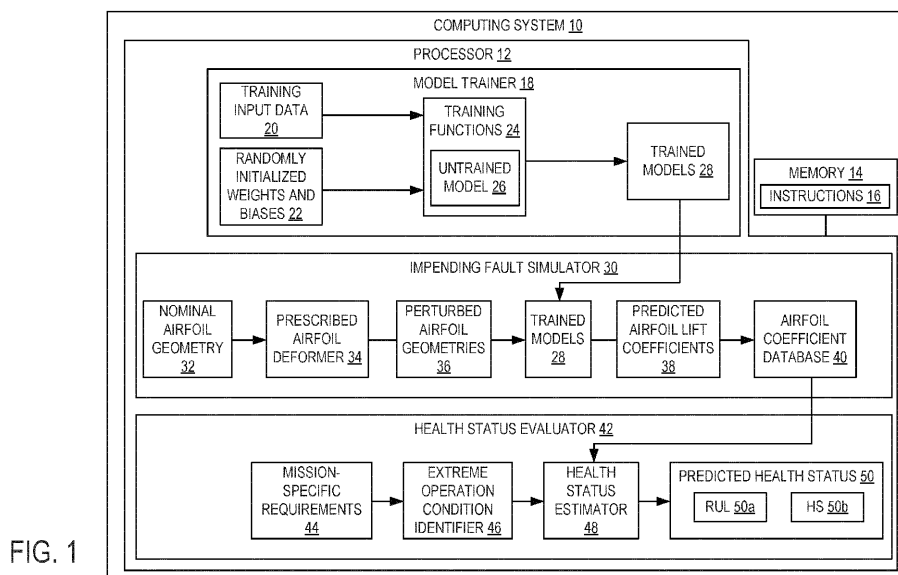 COMPUTING SYSTEM 10
PROCESSOR 12
MODEL TRAINER 18
TRAINING
INPUT DATA
20
RANDOMLY
INITIALIZED
WEIGHTS AND
BIASES 22
TRAINING
FUNCTIONS 24
UNTRAINED
MODEL 26
TRAINED
MODELS 28
MEMORY 14
INSTRUCTIONS 16
IMPENDING FAULT SIMULATOR 30
NOMINAL
AIRFOIL
GEOMETRY
32
PRESCRIBED
AIRFOIL
DEFORMER
34
PERTURBED
AIRFOIL
GEOMETRIES
36
TRAINED
MODELS
28
PREDICTED
AIRFOIL LIFT
COEFFICIENTS
38
AIRFOIL
COEFFICIENT
DATABASE 40
HEALTH STATUS EVALUATOR 42
MISSION-
SPECIFIC
REQUIREMENTS
44
EXTREME
OPERATION
CONDITION
IDENTIFIER 46
HEALTH
STATUS
ESTIMATOR
48
PREDICTED HEALTH STATUS 50
RUL 50a
HS 50b
FIG. 1